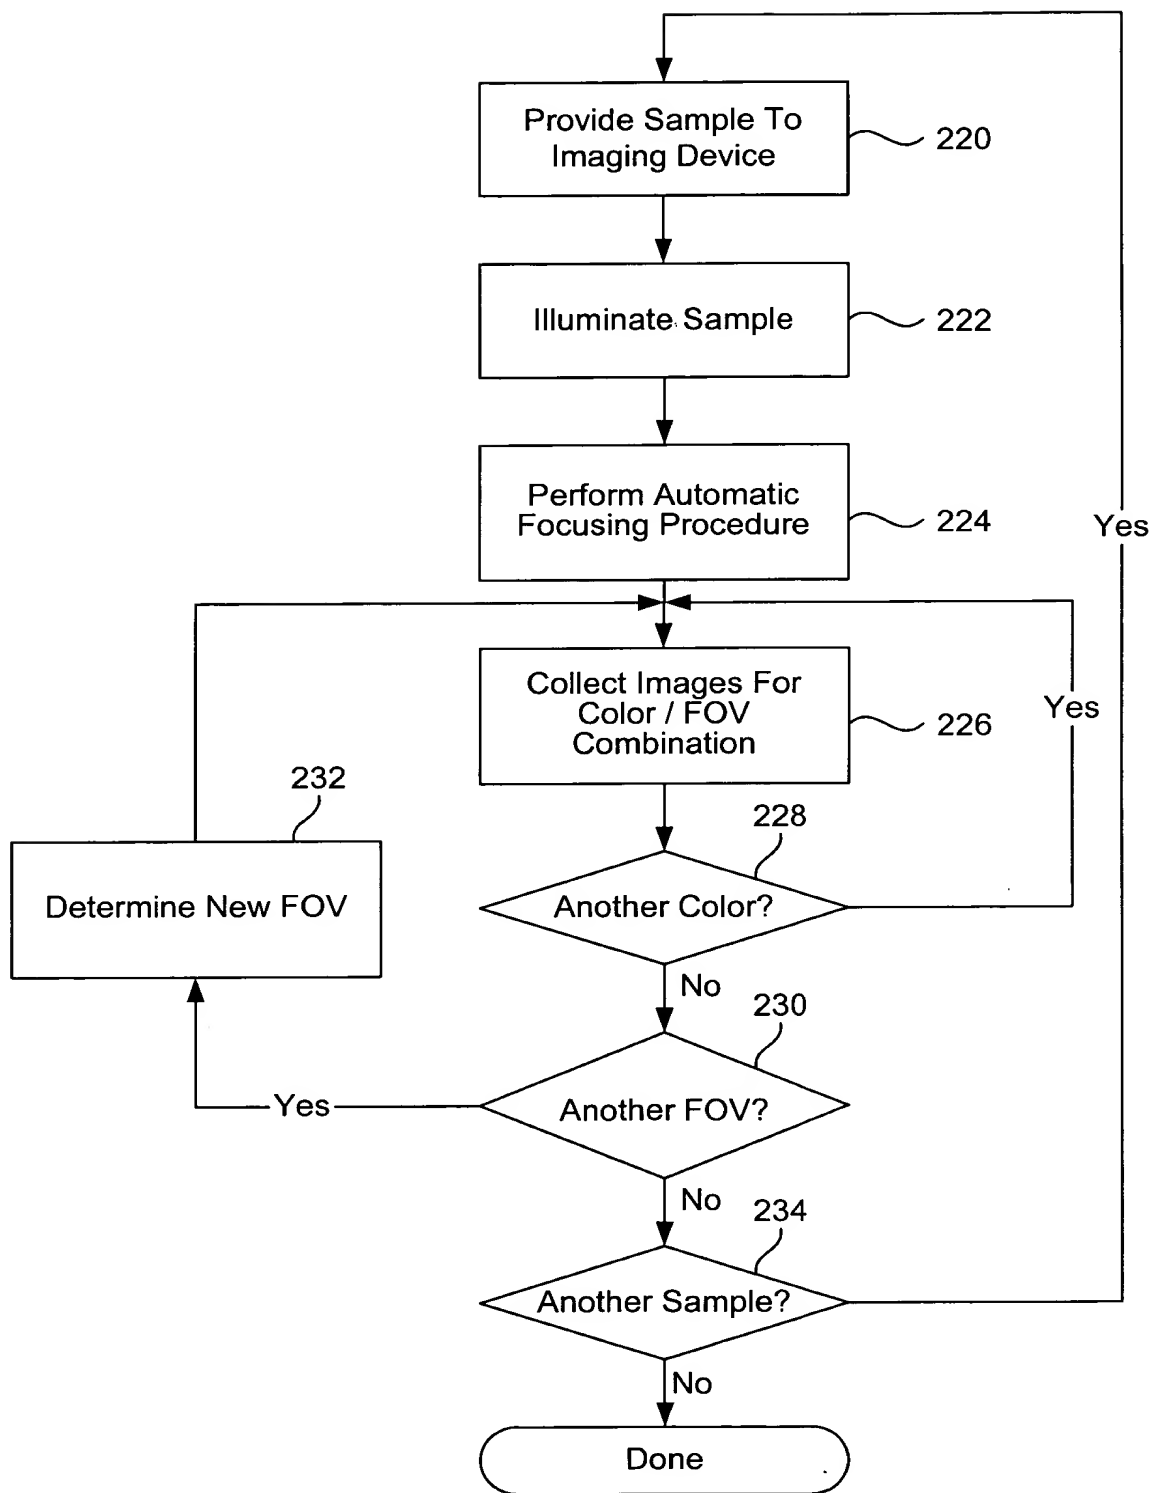 Provide Sample To
Imaging Device
220
Illuminate Sample
222
Perform Automatic
Focusing Procedure
224
Yes
Collect Images For
Color / FOV
Combination
226
Yes
232
Determine New FOV
228
Another Color?
No
230
Another FOV?
Yes
No
234
Another Sample?
No
Done